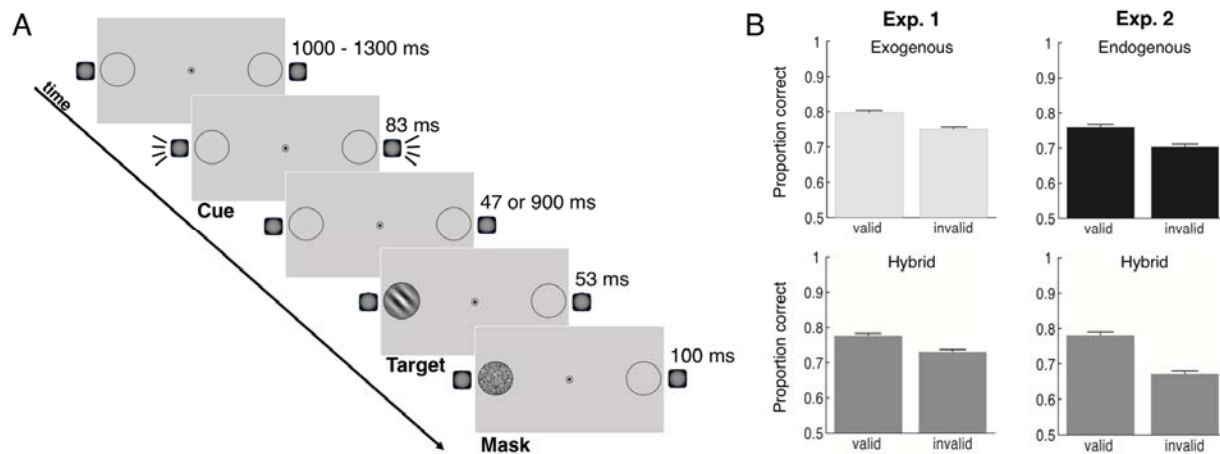 A
1000 - 1300 ms
time
83 ms
Cue
47 or 900 ms
53 ms
Target
100 ms
Mask
B
Exp. 1
Exp. 2
Exogenous
Proportion correct
1
0.9
0.8
0.7
0.6
0.5
valid
invalid
Endogenous
1
0.9
0.8
0.7
0.6
0.5
valid
invalid
Hybrid
Proportion correct
1
0.9
0.8
0.7
0.6
0.5
valid
invalid
Hybrid
1
0.9
0.8
0.7
0.6
0.5
valid
invalid